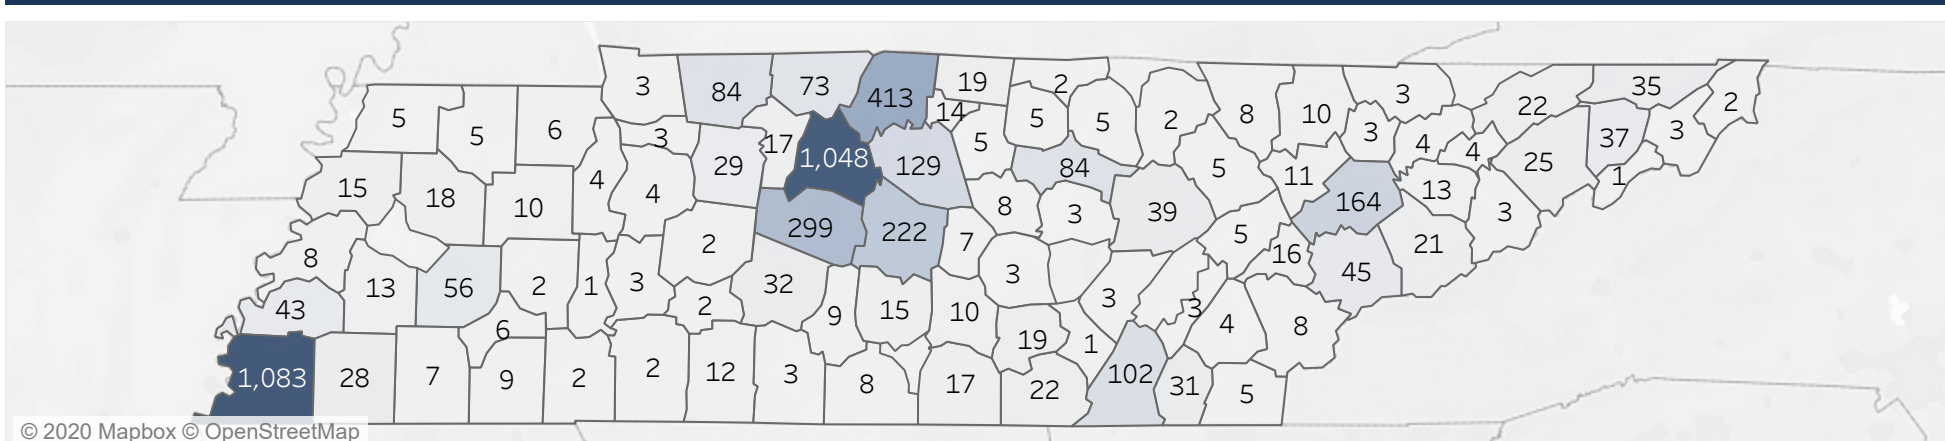 3 84 73 413 19 2 8 10 3 22 35 2
5 5 6 3 17 14 5 5 5 2 3 4 4 37 3
29 1,048 129 84 5 11 25 1
15 18 10 4 4 8 3 39 164 13 3
299 222 7 5 16 21
8 2 3 45
13 56 2 1 3 32 3
43 6 2 9 15 10 3 4 8
19 1
1,083 28 7 9 2 2 12 3 8 17 22 102 31 5
© 2020 Mapbox © OpenStreetMap